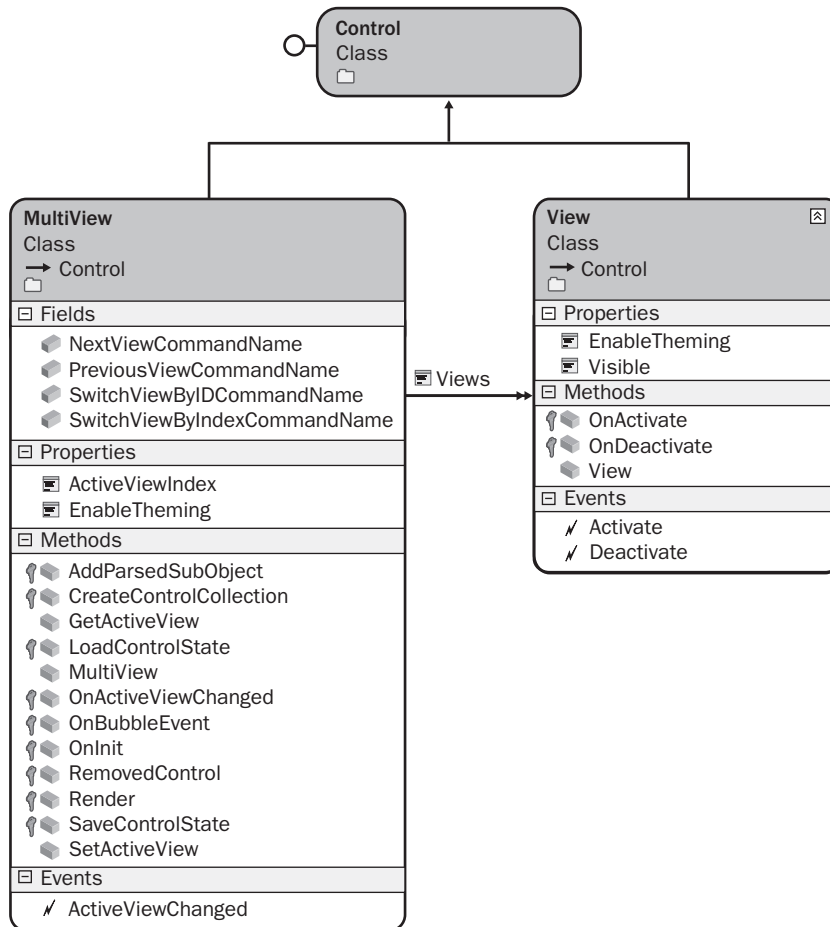 Control
Class
MultiView
Class
Control
Fields
NextViewCommandName
PreviousViewCommandName
SwitchViewByIDCommandName
SwitchViewByIndexCommandName
Properties
ActiveViewIndex
EnableTheming
Methods
AddParsedSubObject
CreateControlCollection
GetActiveView
LoadControlState
MultiView
OnActiveViewChanged
OnBubbleEvent
OnInit
RemovedControl
Render
SaveControlState
SetActiveView
Events
ActiveViewChanged
Views
View
Class
Control
Properties
EnableTheming
Visible
Methods
OnActivate
OnDeactivate
View
Events
Activate
Deactivate